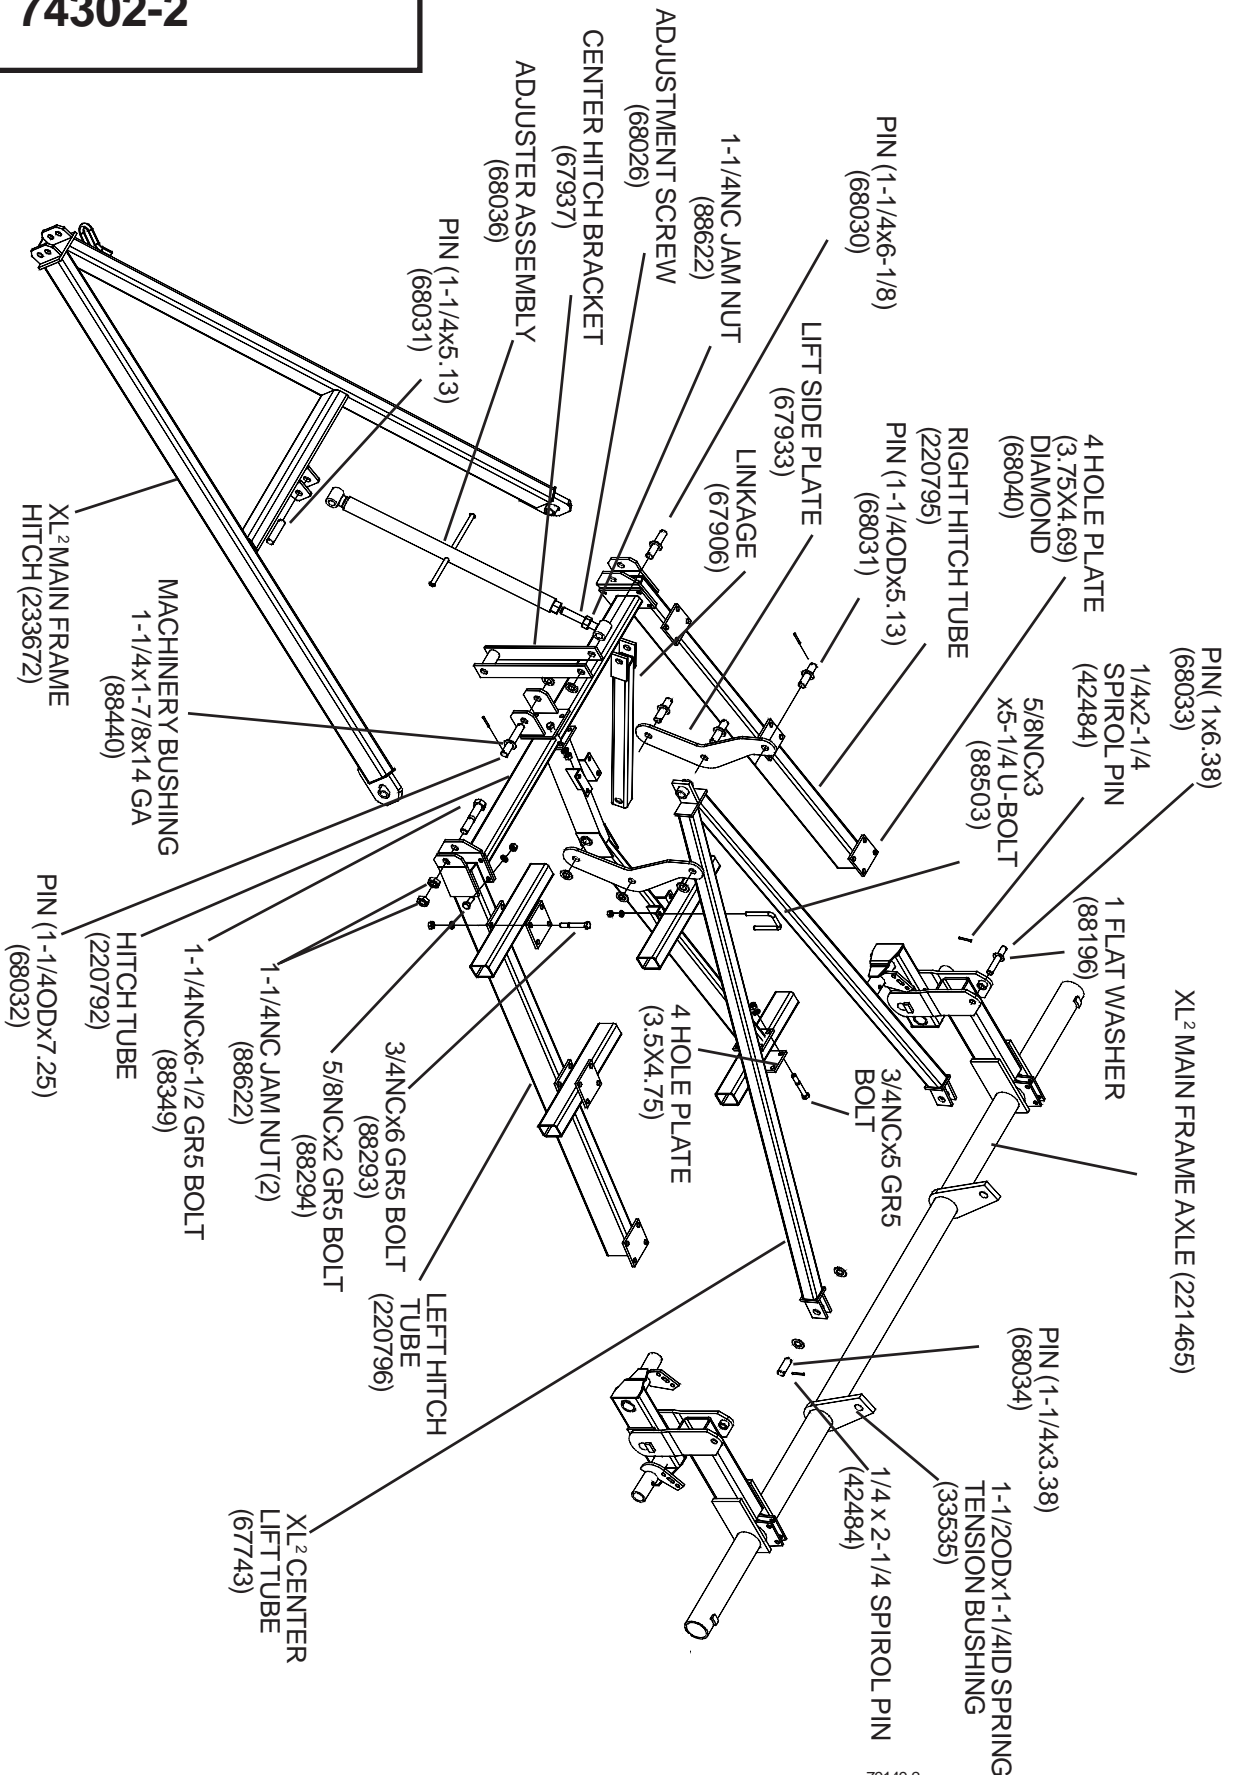 74302-2
ADJUSTMENT SCREW
(68026)
CENTER HITCH BRACKET
(67937)
ADJUSTER ASSEMBLY
(68036)
PIN (1-1/4x5.13)
(68031)
1-1/4NC JAM NUT
(88622)
PIN (1-1/4x6-1/8)
(68030)
LIFT SIDE PLATE
(67933)
LINKAGE
(67906)
4 HOLE PLATE
(3.75X4.69)
DIAMOND
(68040)
RIGHT HITCH TUBE
(220795)
PIN (1-1/4ODx5.13)
(68031)
PIN( 1x6.38)
(68033)
1/4x2-1/4
SPIROL PIN
(42484)
5/8NCx3
x5-1/4 U-BOLT
(88503)
1 FLAT WASHER
(88196)
XL² MAIN FRAME AXLE (221465)
XL² MAIN FRAME
HITCH (233672)
MACHINERY BUSHING
1-1/4x1-7/8x14 GA
(88440)
PIN (1-1/4ODx7.25)
(68032)
HITCH TUBE
(220792)
1-1/4NCx6-1/2 GR5 BOLT
(88349)
1-1/4NC JAM NUT(2)
(88622)
5/8NCx2 GR5 BOLT
(88294)
3/4NCx6 GR5 BOLT
(88293)
LEFT HITCH
TUBE
(220796)
4 HOLE PLATE
(3.5X4.75)
3/4NCx5 GR5
BOLT
PIN (1-1/4x3.38)
(68034)
1-1/2ODx1-1/4ID SPRING
TENSION BUSHING
(33535)
1/4 x 2-1/4 SPIROL PIN
(42484)
XL² CENTER
LIFT TUBE
(67743)